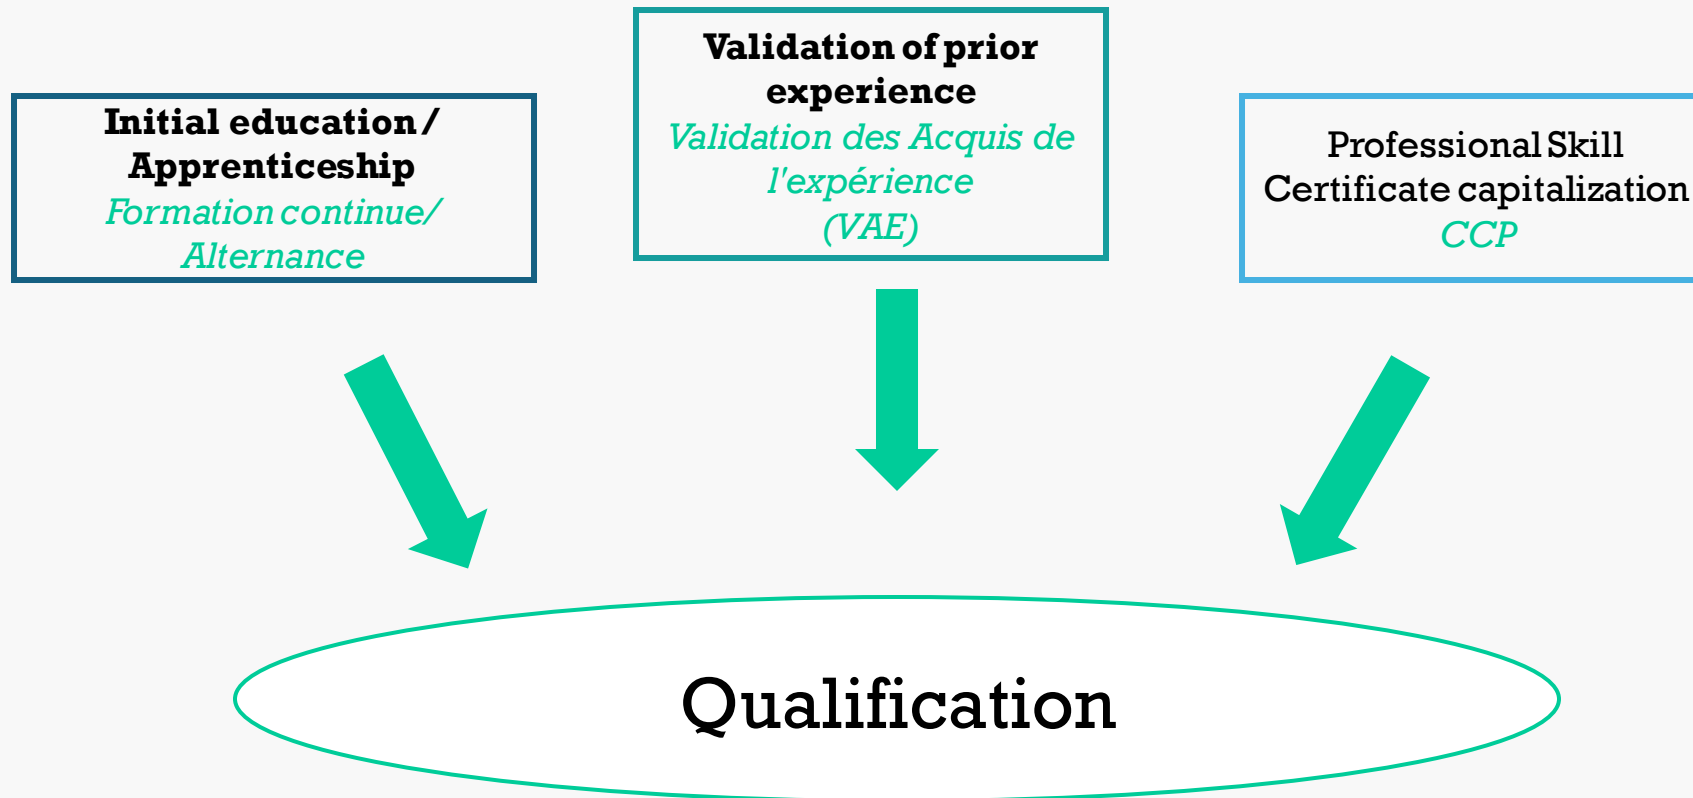 Initial education /
Apprenticeship
Formation continue/
Alternance
Validation of prior
experience
Validation des Acquis de
l'expérience
(VAE)
Professional Skill
Certificate capitalization
CCP
Qualification